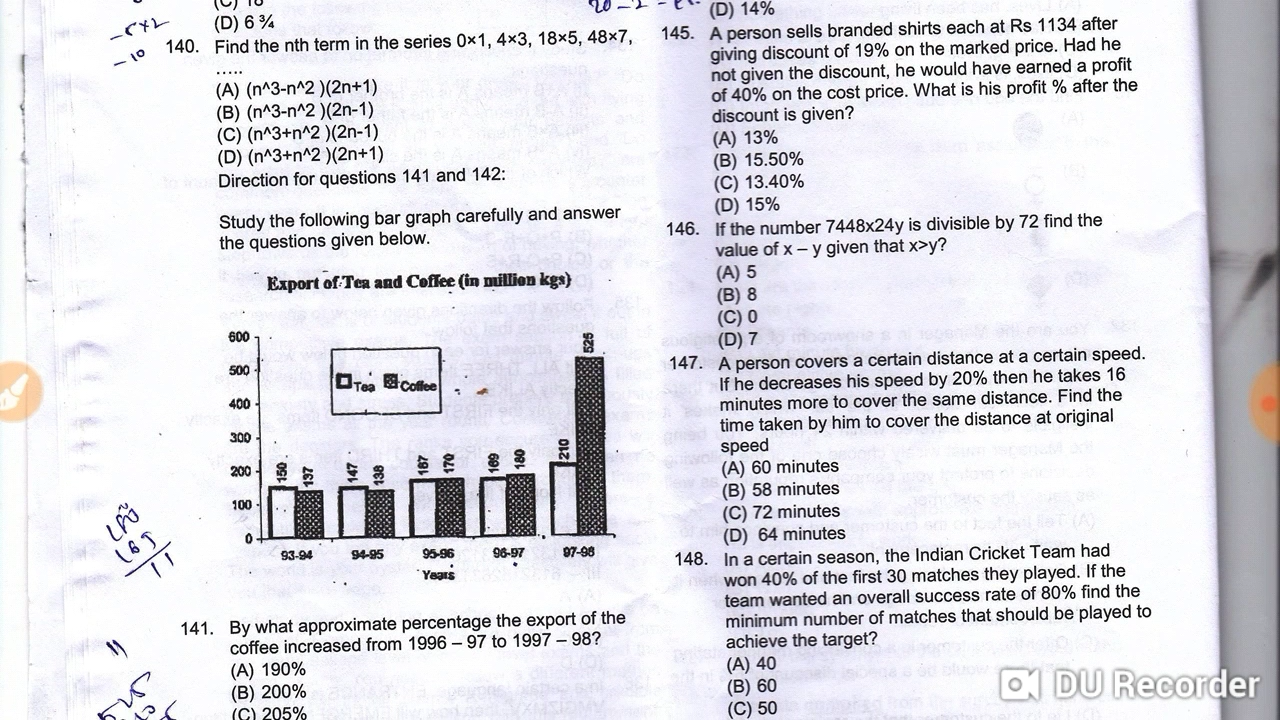 (D) 6 ¾
140. Find the nth term in the series 0×1, 4×3, 18×5, 48×7,
.....
(A) (n^3-n^2 )(2n+1)
(B) (n^3-n^2 )(2n-1)
(C) (n^3+n^2 )(2n-1)
(D) (n^3+n^2 )(2n+1)
Direction for questions 141 and 142:
Study the following bar graph carefully and answer
the questions given below.
Export of Tea and Coffee (in million kgs)
600
500
400
300
200
100
0
Tea Coffee
150 137 147 138 167 170 169 180 210 525
93-94 94-95 95-96 96-97 97-98
Years
141. By what approximate percentage the export of the
coffee increased from 1996 – 97 to 1997 – 98?
(A) 190%
(B) 200%
(C) 205%
(D) 14%
145. A person sells branded shirts each at Rs 1134 after
giving discount of 19% on the marked price. Had he
not given the discount, he would have earned a profit
of 40% on the cost price. What is his profit % after the
discount is given?
(A) 13%
(B) 15.50%
(C) 13.40%
(D) 15%
146. If the number 7448x24y is divisible by 72 find the
value of x – y given that x>y?
(A) 5
(B) 8
(C) 0
(D) 7
147. A person covers a certain distance at a certain speed.
If he decreases his speed by 20% then he takes 16
minutes more to cover the same distance. Find the
time taken by him to cover the distance at original
speed
(A) 60 minutes
(B) 58 minutes
(C) 72 minutes
(D) 64 minutes
148. In a certain season, the Indian Cricket Team had
won 40% of the first 30 matches they played. If the
team wanted an overall success rate of 80% find the
minimum number of matches that should be played to
achieve the target?
(A) 40
(B) 60
(C) 50
DU Recorder